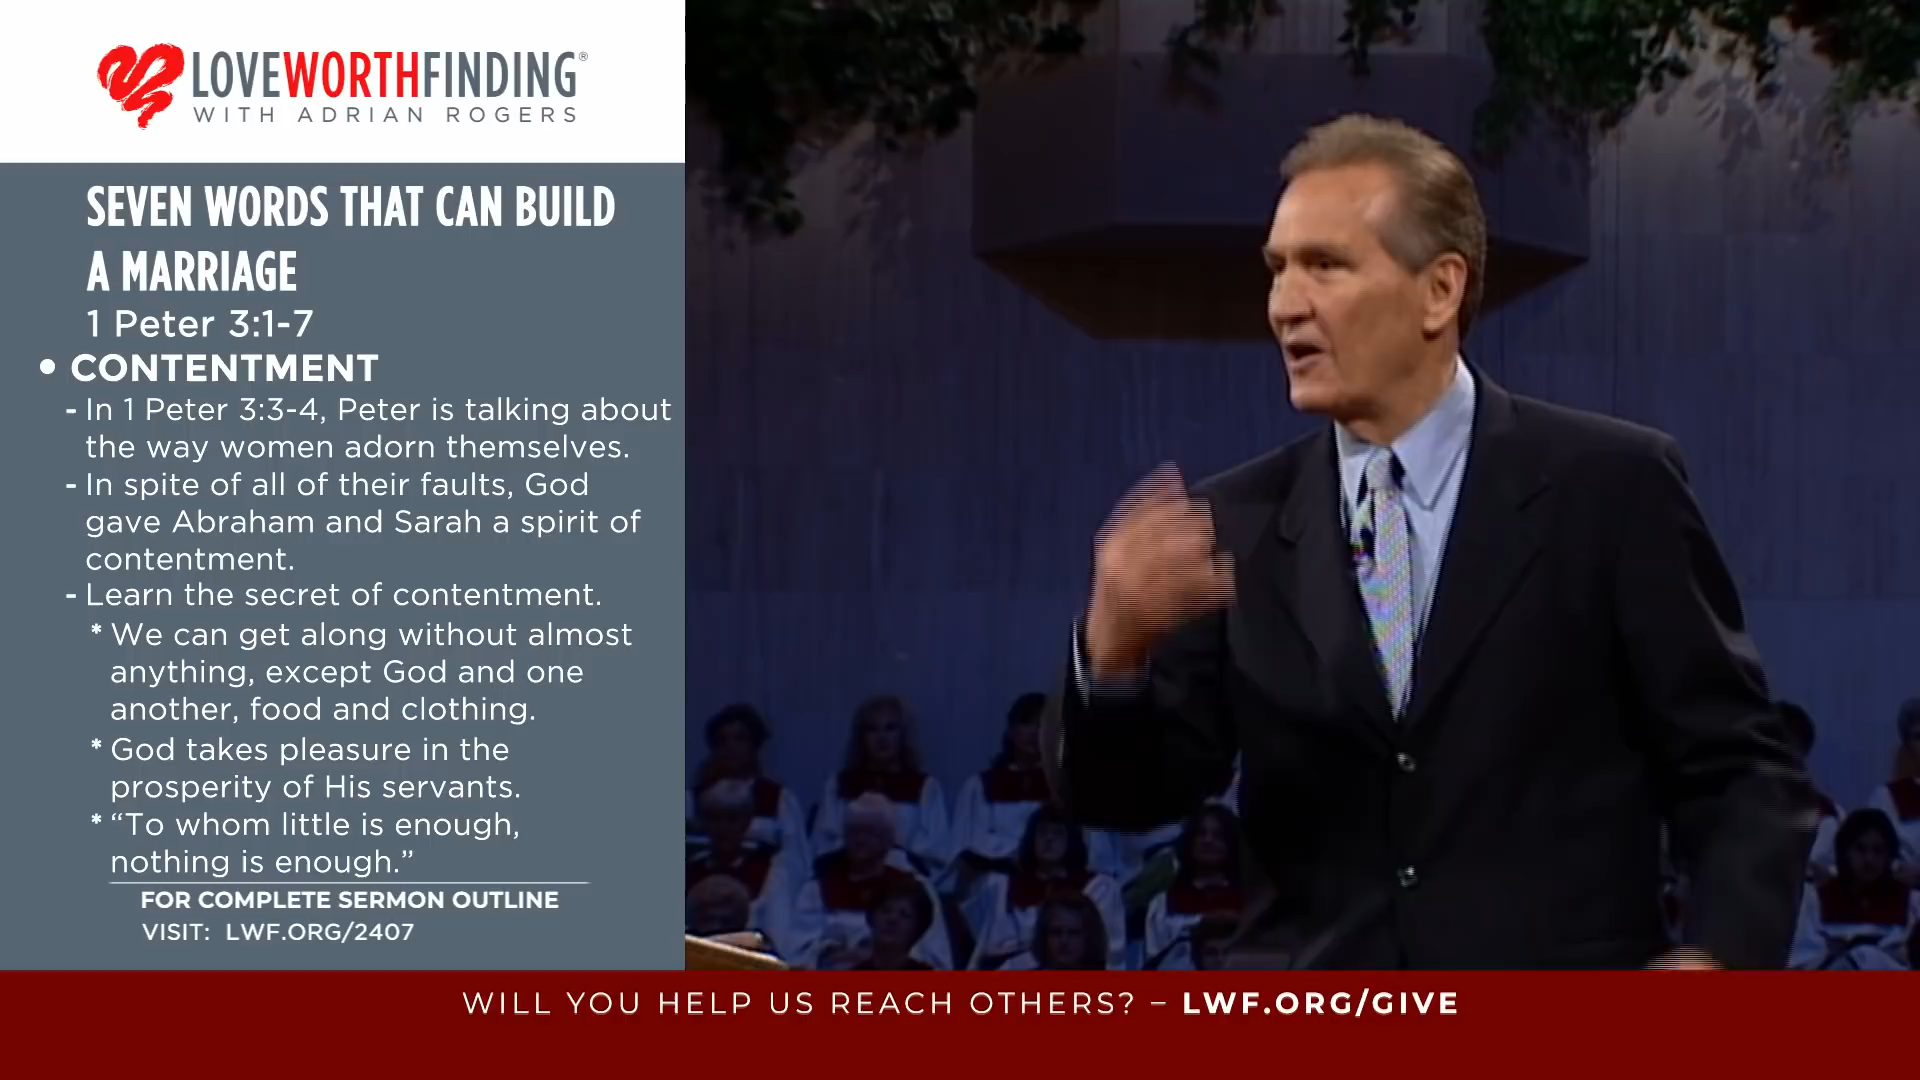 LOVEWORTHFINDING®
WITH ADRIAN ROGERS
SEVEN WORDS THAT CAN BUILD
A MARRIAGE
1 Peter 3:1-7
• CONTENTMENT
- In 1 Peter 3:3-4, Peter is talking about
the way women adorn themselves.
- In spite of all of their faults, God
gave Abraham and Sarah a spirit of
contentment.
- Learn the secret of contentment.
* We can get along without almost
anything, except God and one
another, food and clothing.
* God takes pleasure in the
prosperity of His servants.
* “To whom little is enough,
nothing is enough.”
FOR COMPLETE SERMON OUTLINE
VISIT: LWF.ORG/2407
WILL YOU HELP US REACH OTHERS? – LWF.ORG/GIVE